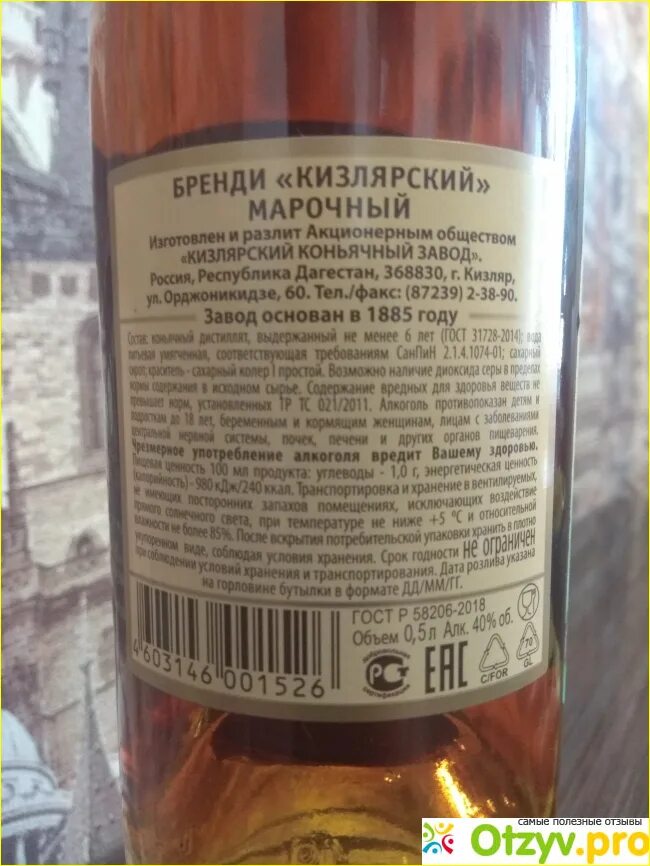 БРЕНДИ «КИЗЛЯРСКИЙ»
МАРОЧНЫЙ
Изготовлен и разлит Акционерным обществом
«КИЗЛЯРСКИЙ КОНЬЯЧНЫЙ ЗАВОД».
Россия, Республика Дагестан, 368830, г. Кизляр,
ул. Орджоникидзе, 60. Тел./факс: (87239) 2-38-90.
Завод основан в 1885 году
Состав: коньячный дистиллят, выдержанный не менее 6 лет (ГОСТ 31728-2014); вода
питьевая умягченная, соответствующая требованиям СанПиН 2.1.4.1074-01; сахарный
сироп; краситель - сахарный колер I простой. Возможно наличие диоксида серы в пределах
нормы содержания в исходном сырье. Содержание вредных для здоровья веществ не
превышает норм, установленных ТР ТС 021/2011. Алкоголь противопоказан детям и
подросткам до 18 лет, беременным и кормящим женщинам, лицам с заболеваниями
центральной нервной системы, почек, печени и других органов пищеварения.
Чрезмерное употребление алкоголя вредит Вашему здоровью.
Пищевая ценность 100 мл продукта: углеводы - 1,0 г, энергетическая ценность
(калорийность) - 980 кДж/240 ккал. Транспортировка и хранение в вентилируемых,
не имеющих посторонних запахов помещениях, исключающих воздействие
прямого солнечного света, при температуре не ниже +5 °С и относительной
влажности не более 85%. После вскрытия потребительской упаковки хранить в плотно
укупоренном виде, соблюдая условия хранения. Срок годности не ограничен
при соблюдении условий хранения и транспортирования. Дата розлива указана
на горловине бутылки в формате ДД/ММ/ГГ.
ГОСТ Р 58206-2018
Объем 0,5 л Алк. 40% об.
4603146 001526
добровольная
РСТ
сертификация
ЕАС
C/FOR
70
GL
самые полезные отзывы
Otzyv.pro